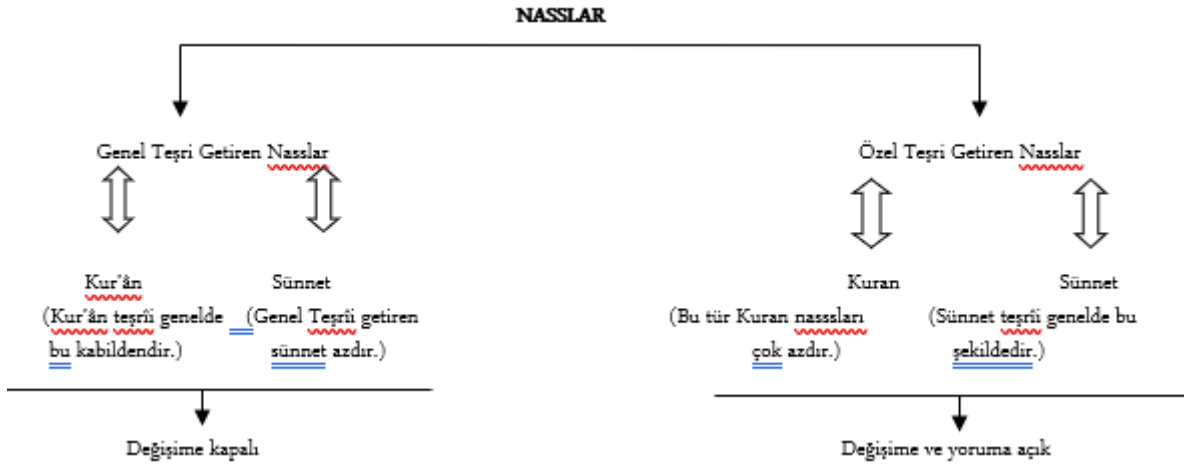 NASSLAR
Genel Teşri Getiren Nasslar
Özel Teşri Getiren Nasslar
Kur'ân
Sünnet
(Kur'ân teşrîi genelde
bu kabildendir.)
(Genel Teşrîi getiren
sünnet azdır.)
Kuran
Sünnet
(Bu tür Kuran nasssları
çok azdır.)
(Sünnet teşrîi genelde bu
şekildedir.)
Değişime kapalı
Değişime ve yoruma açık